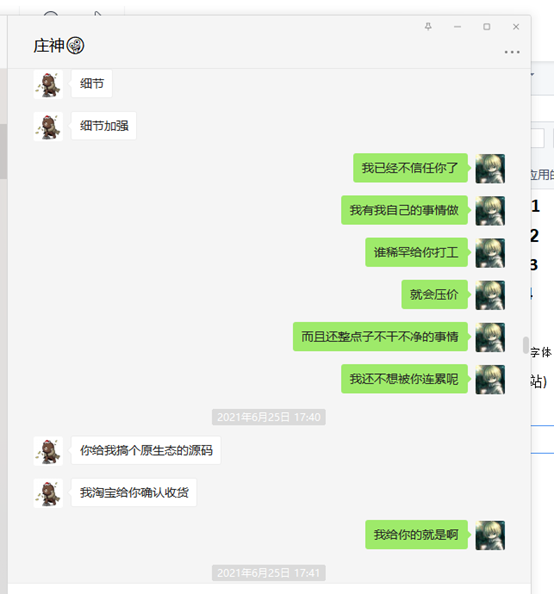 庄神
细节
细节加强
我已经不信任你了
我有我自己的事情做
谁稀罕给你打工
就会压价
而且还整点子不干不净的事情
我还不想被你连累呢
2021年6月25日 17:40
你给我搞个原生态的源码
我淘宝给你确认收货
我给你的就是啊
2021年6月25日 17:41
应用的
1
2
3
字体
站)